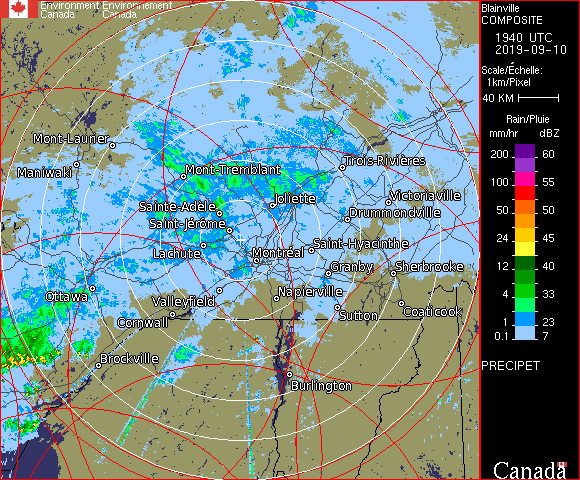 Environment Environnement
Canada Canada
Blainville
COMPOSITE
1940 UTC
2019-09-10
Scale/Échelle:
1km/Pixel
40 KM
Rain/Pluie
mm/hr dBZ
200 60
100 55
50 50
24 45
12 40
4 33
1 23
0.1 7
PRECIPET
Canada
Mont-Laurier
Maniwaki
Mont-Tremblant
Trois-Rivières
Sainte-Adèle
Joliette
Victoriaville
Drummondville
Saint-Jérôme
Lachute
Montréal
Saint-Hyacinthe
Granby
Sherbrooke
Ottawa
Valleyfield
Napierville
Cornwall
Sutton
Coaticook
Brockville
Burlington